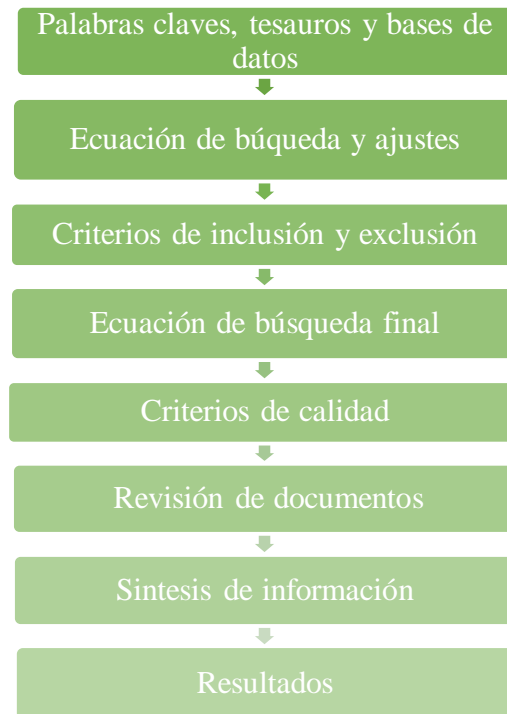 Palabras claves, tesauros y bases de
datos
Ecuación de búqueda y ajustes
Criterios de inclusión y exclusión
Ecuación de búsqueda final
Criterios de calidad
Revisión de documentos
Sintesis de información
Resultados